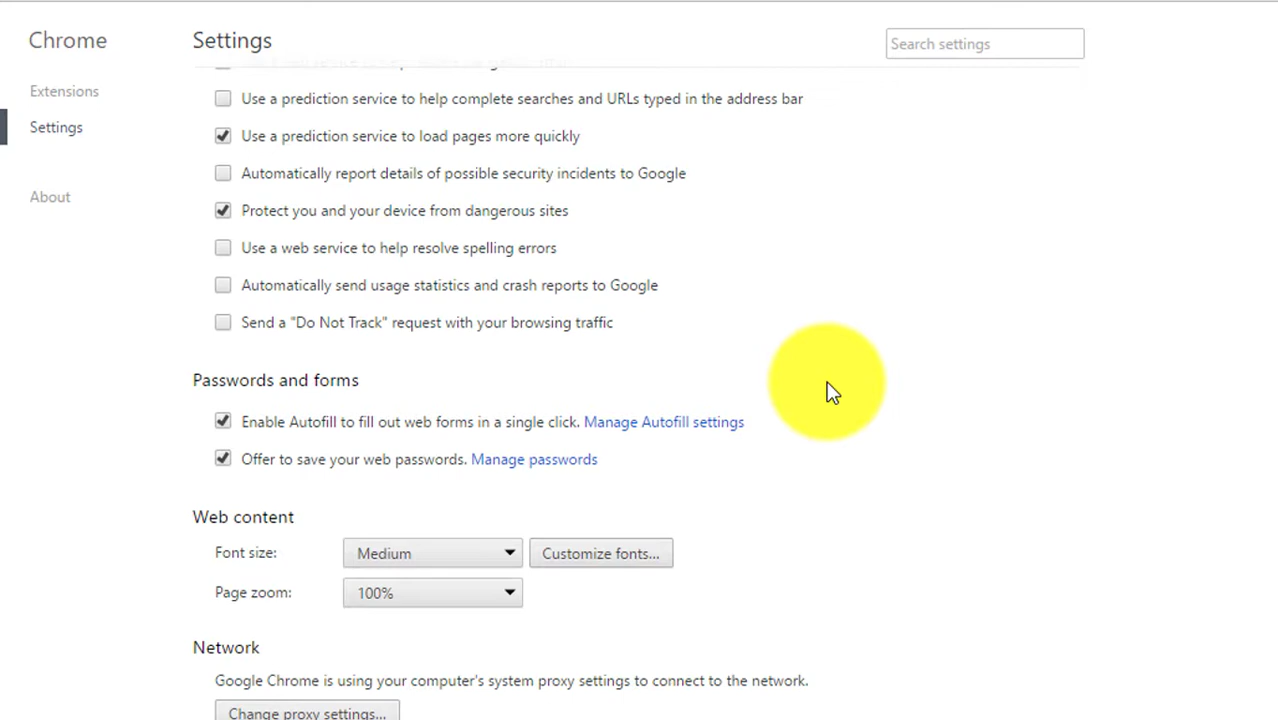 Chrome
Settings
Search settings
Extensions
Settings
About
Use a prediction service to help complete searches and URLs typed in the address bar
Use a prediction service to load pages more quickly
Automatically report details of possible security incidents to Google
Protect you and your device from dangerous sites
Use a web service to help resolve spelling errors
Automatically send usage statistics and crash reports to Google
Send a "Do Not Track" request with your browsing traffic
Passwords and forms
Enable Autofill to fill out web forms in a single click. Manage Autofill settings
Offer to save your web passwords. Manage passwords
Web content
Font size: Medium Customize fonts...
Page zoom: 100%
Network
Google Chrome is using your computer's system proxy settings to connect to the network.
Change proxy settings...